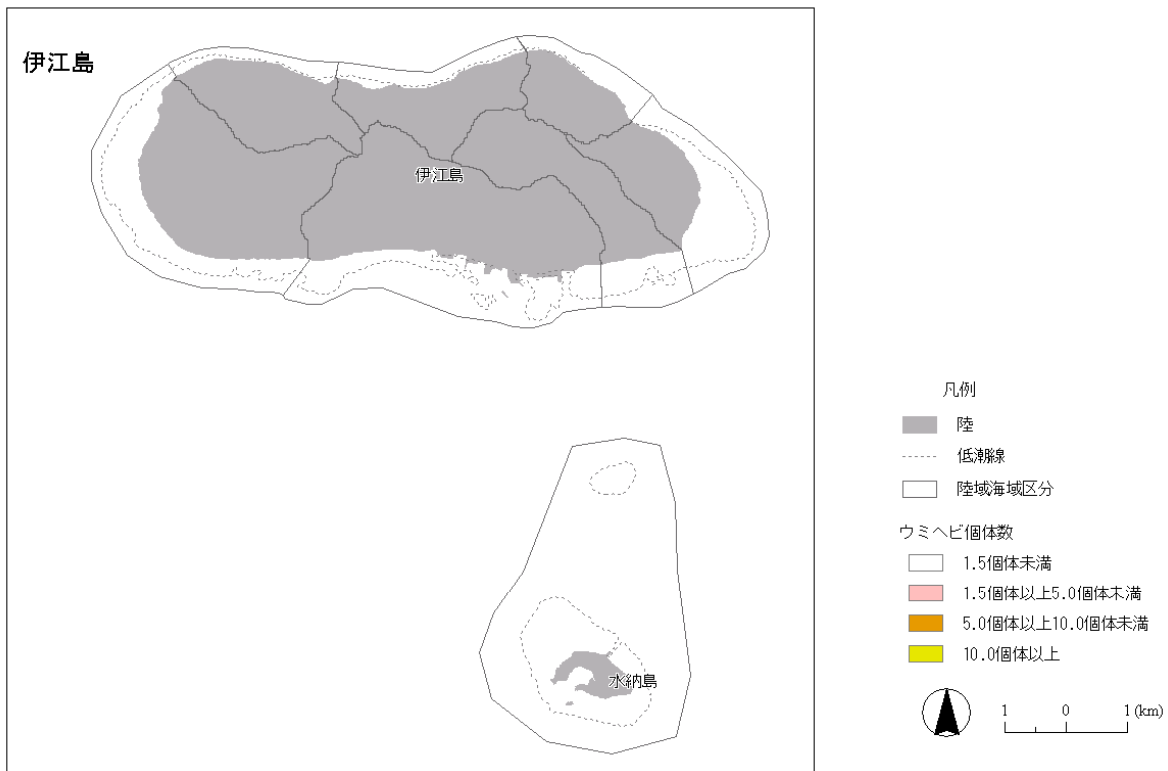 伊江島
伊江島
水納島
凡例
陸
低潮線
陸域海域区分
ウミヘビ個体数
1.5個体未満
1.5個体以上5.0個体未満
5.0個体以上10.0個体未満
10.0個体以上
1 0 1 (km)